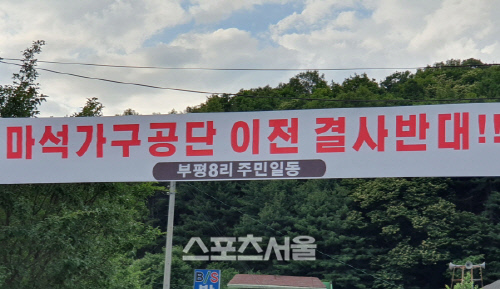 마석가구공단 이전 결사반대!!
부평8리 주민일동
스포츠서울
B/S